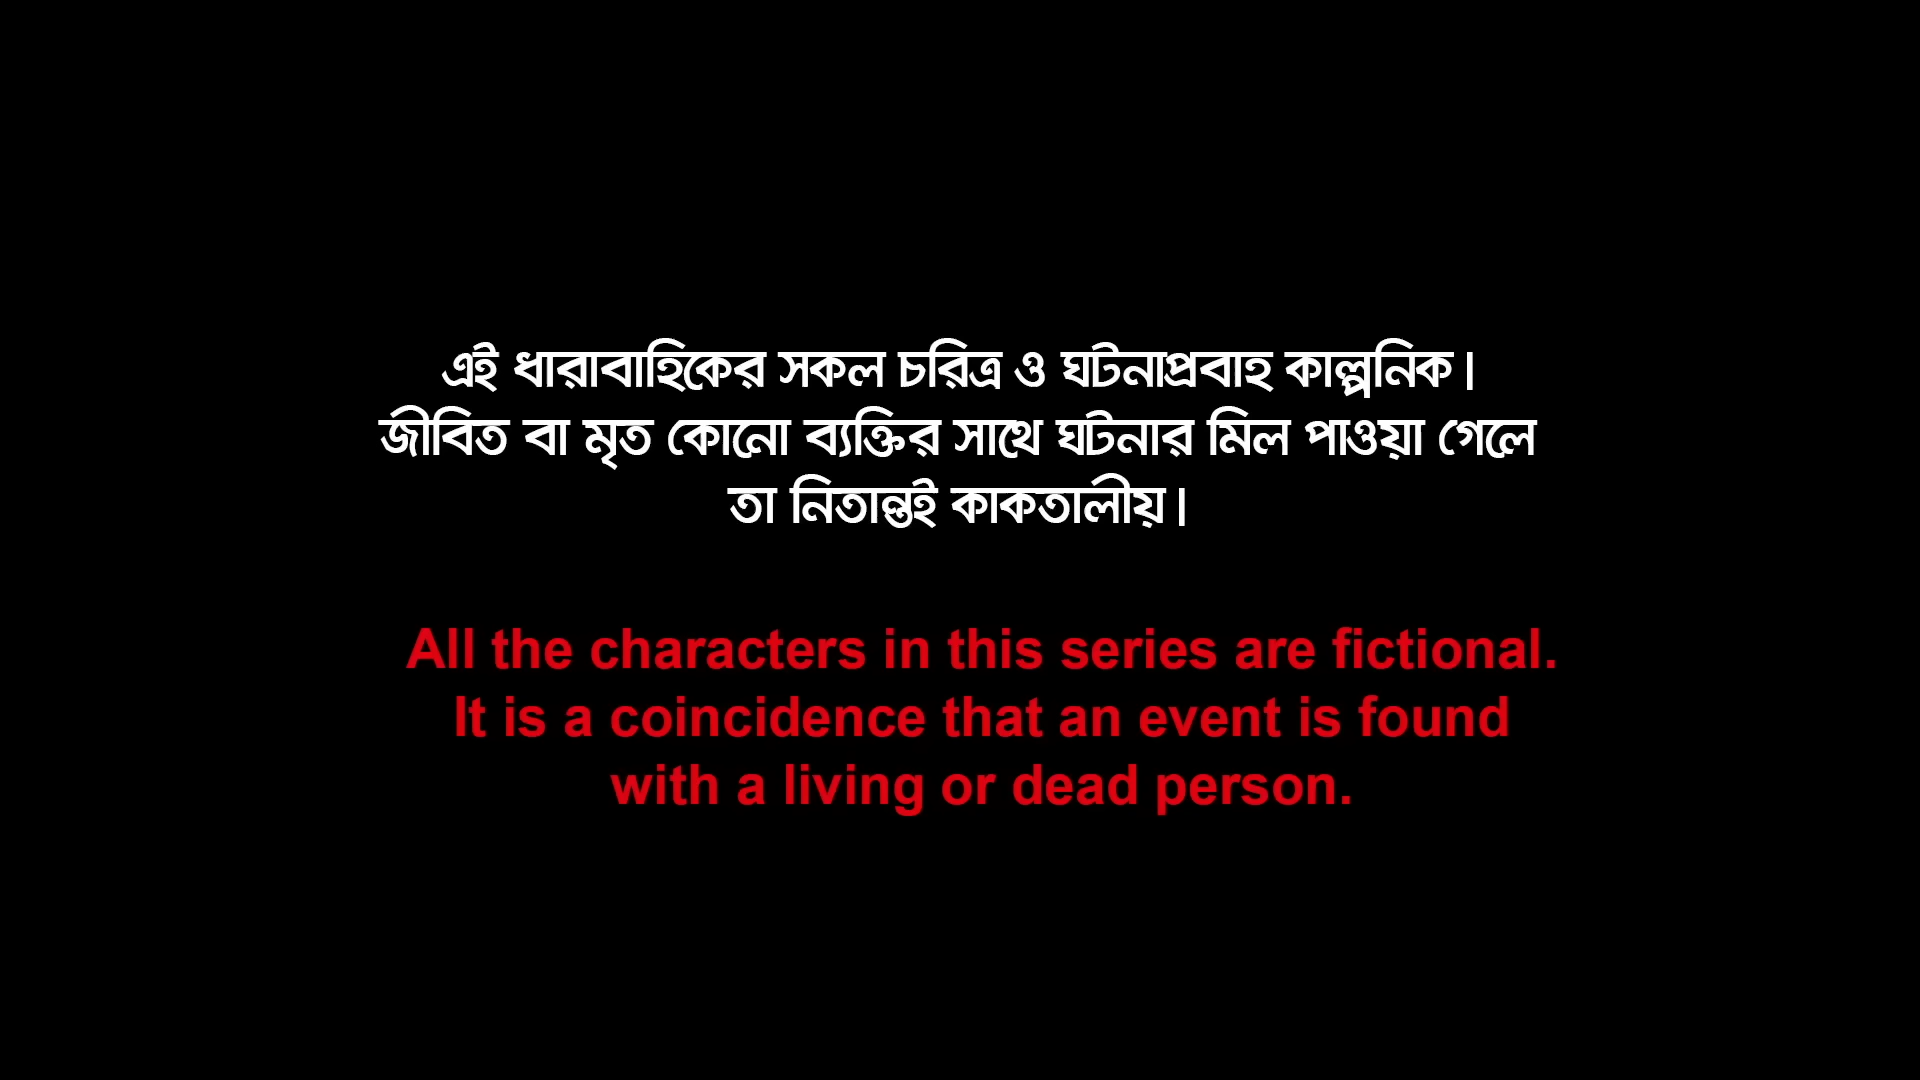 এই ধারাবাহিকের সকল চরিত্র ও ঘটনাপ্রবাহ কাল্পনিক।
জীবিত বা মৃত কোনো ব্যক্তির সাথে ঘটনার মিল পাওয়া গেলে
তা নিতান্তই কাকতালীয়।
All the characters in this series are fictional.
It is a coincidence that an event is found
with a living or dead person.